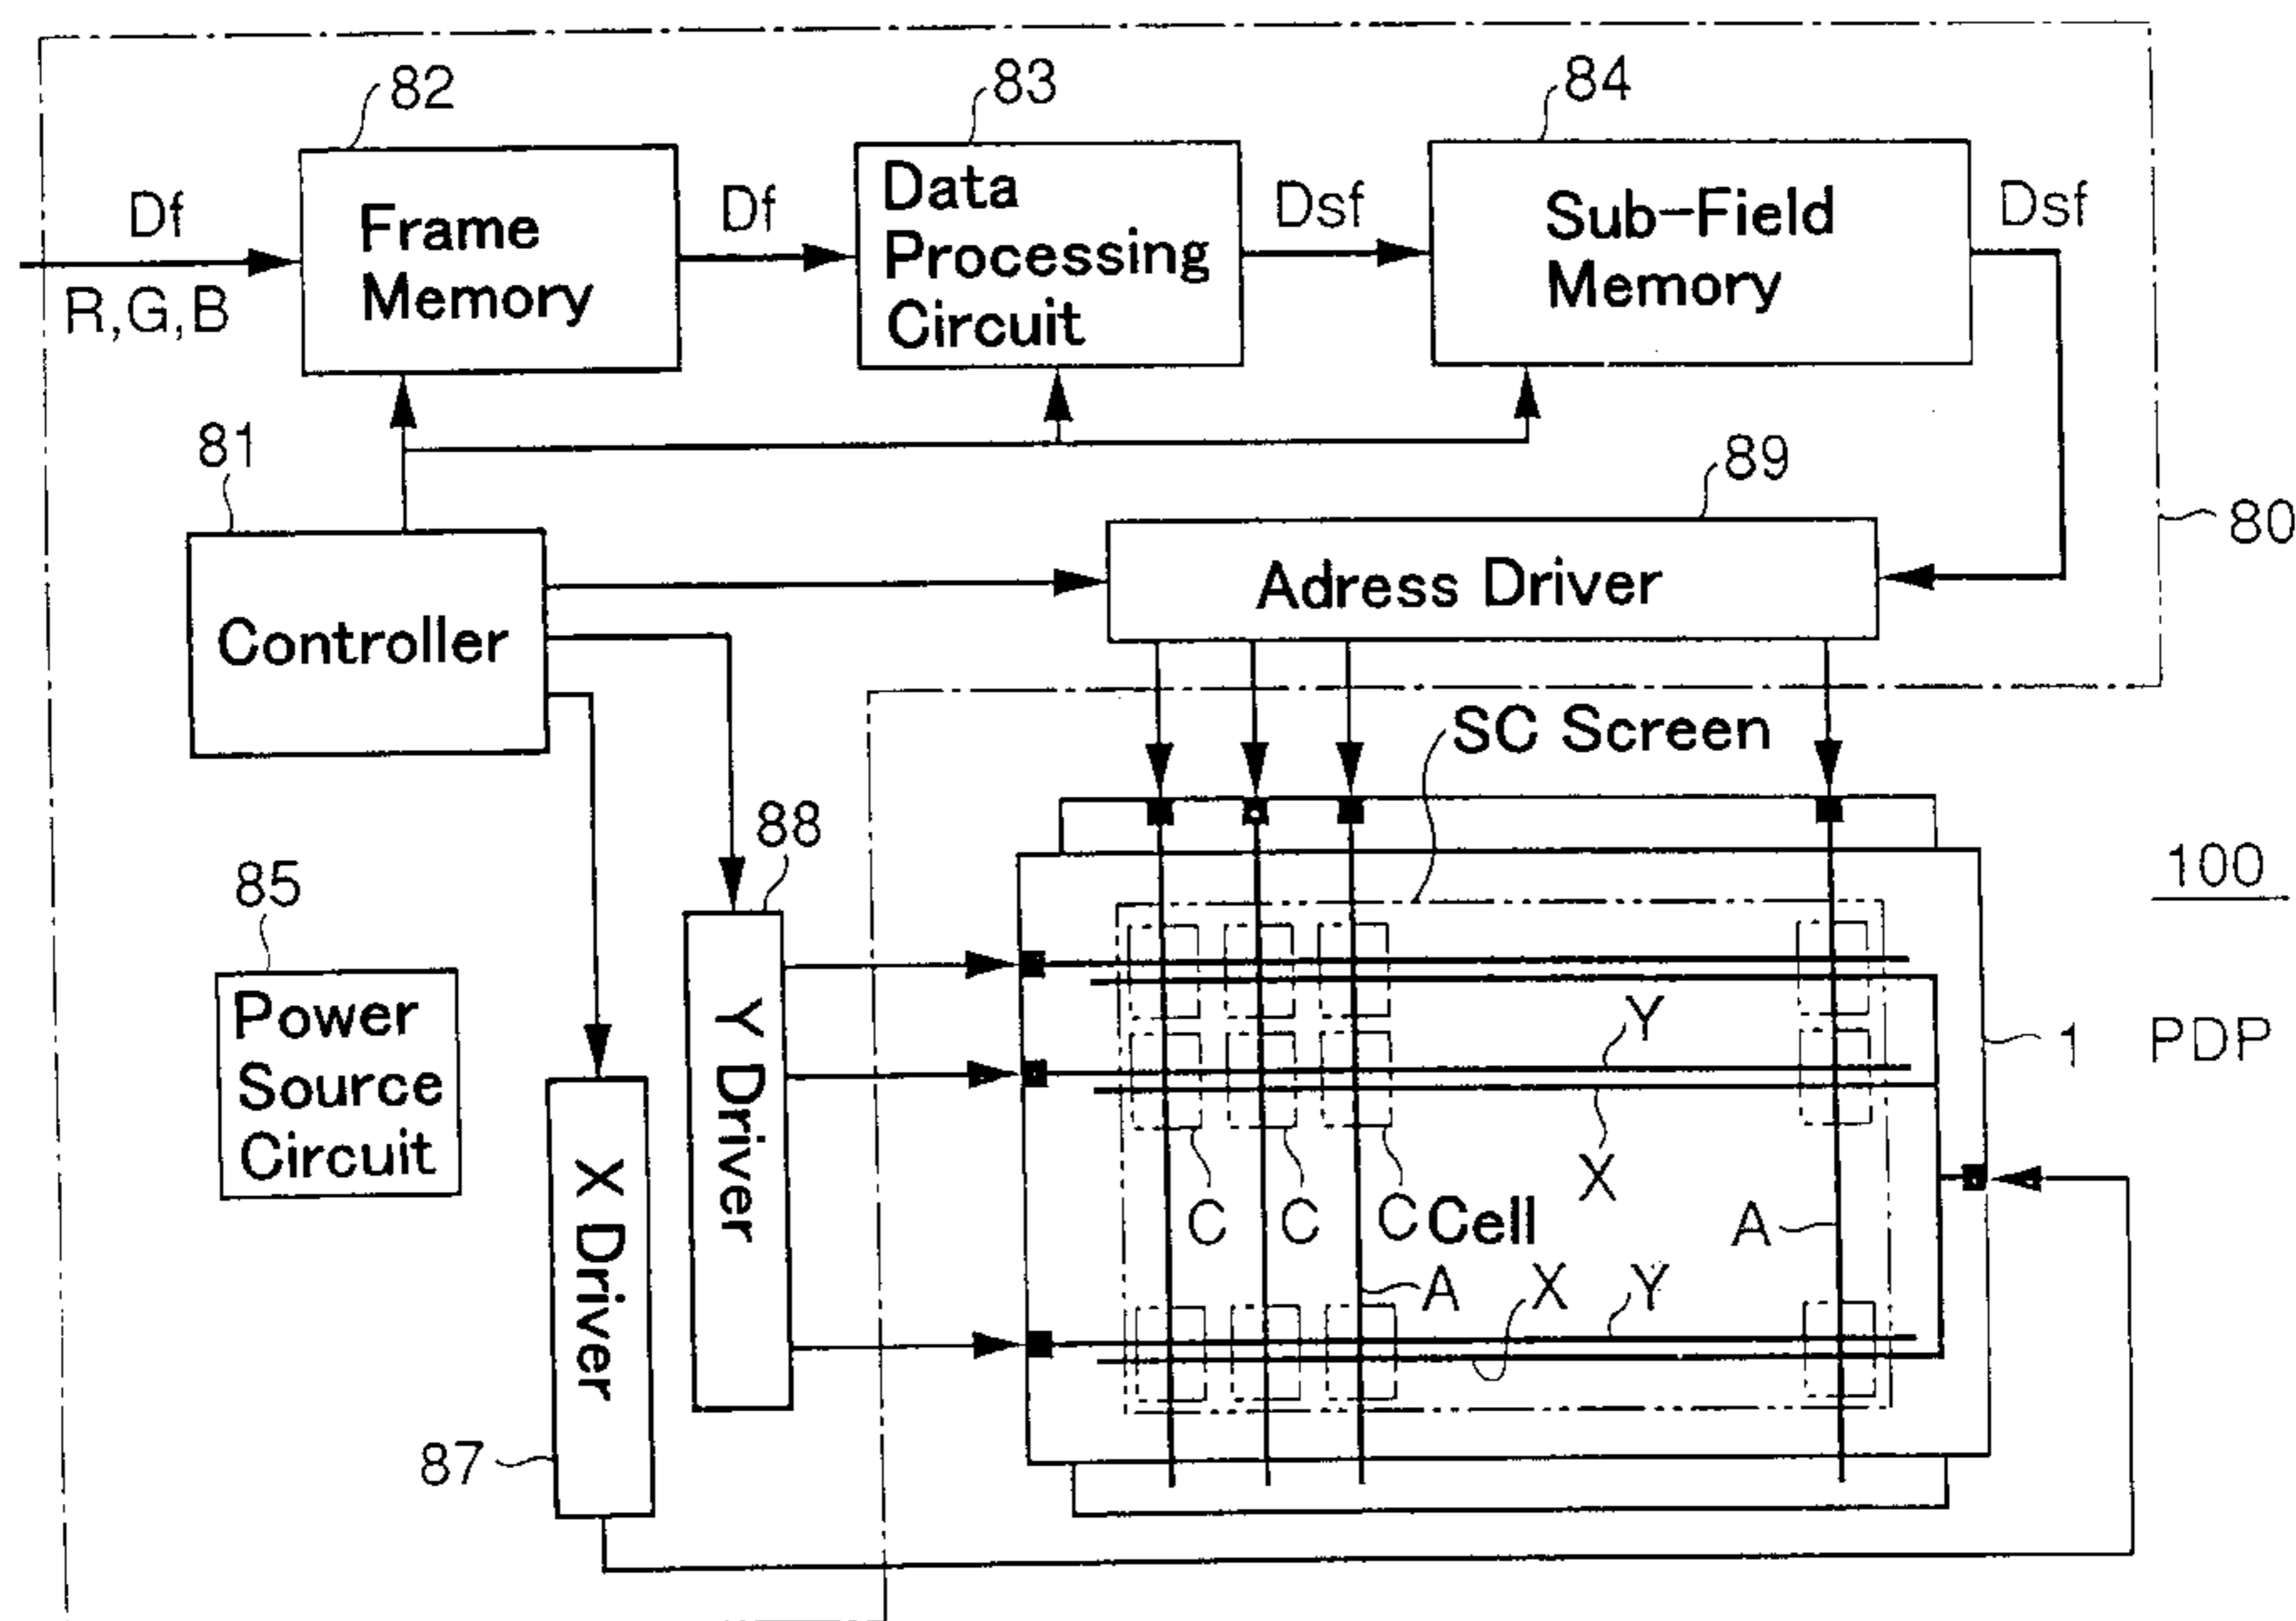 82
83
84
Df
R,G,B
Frame
Memory
Df
Data
Processing
Circuit
Dsf
Sub-Field
Memory
Dsf
81
89
80
Controller
Adress Driver
SC Screen
88
85
100
Power
Source
Circuit
Y Driver
X Driver
Y
1 PDP
X
C
C
C Cell
A
A
X
Y
87